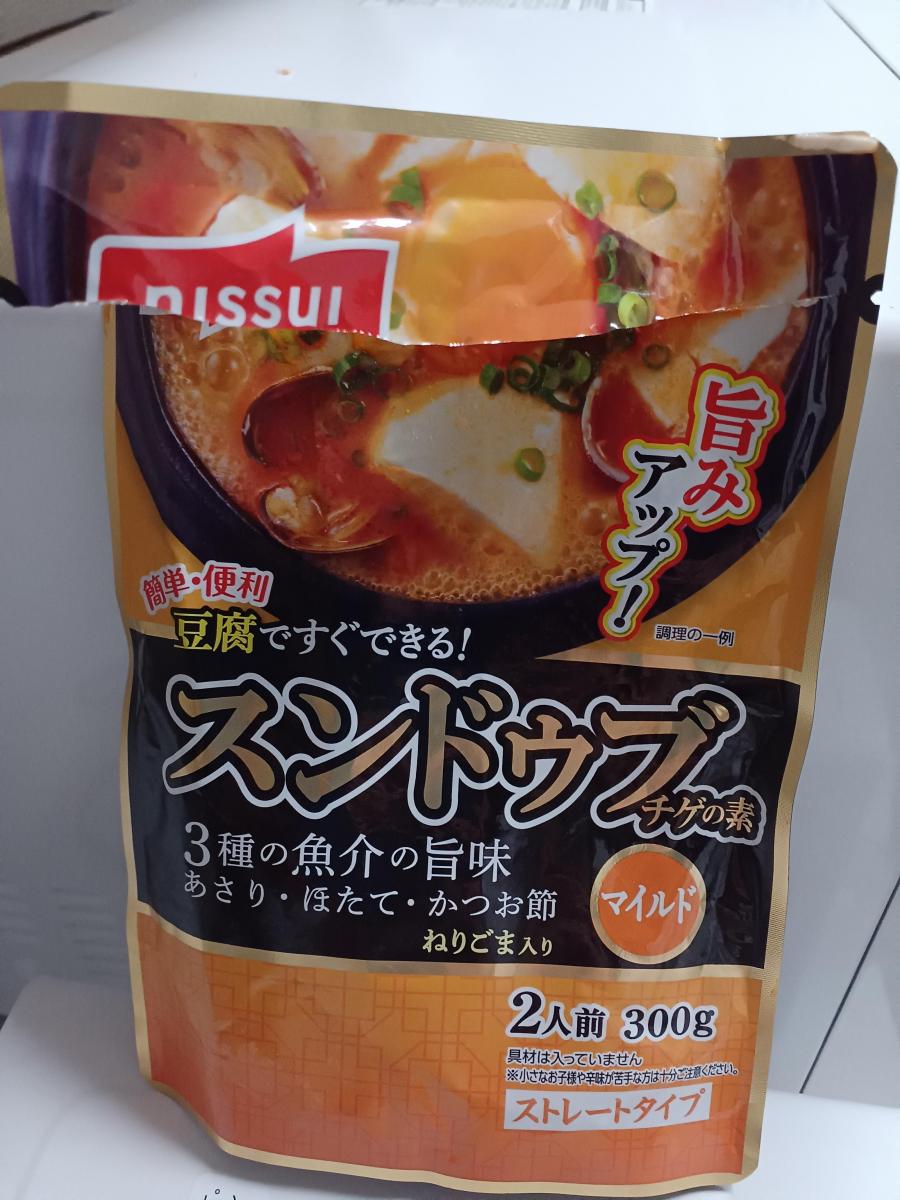 nissui
旨み
アップ!
調理の一例
簡単・便利
豆腐ですぐできる!
スンドゥブ
チゲの素
3種の魚介の旨味
あさり・ほたて・かつお節
ねりごま入り
マイルド
2人前 300g
具材は入っていません
※小さなお子様や辛味が苦手な方は十分ご注意ください。
ストレートタイプ